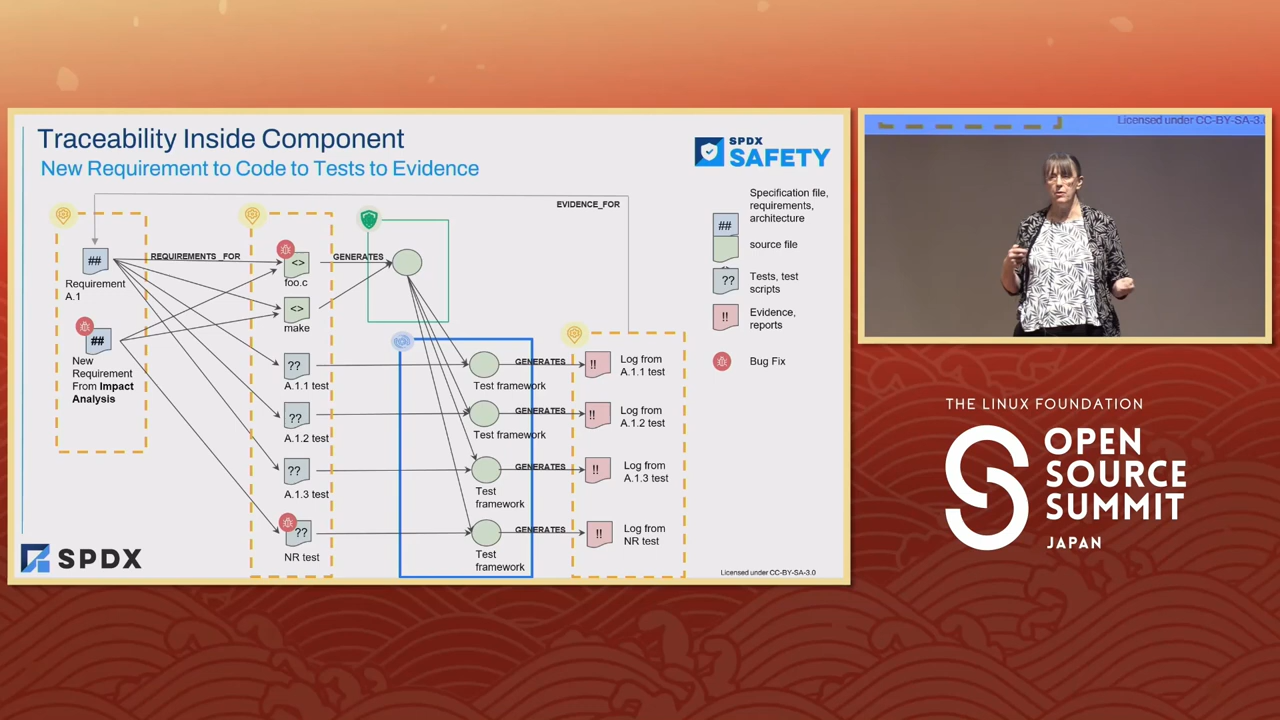 Traceability Inside Component
New Requirement to Code to Tests to Evidence
SPDX
SAFETY
EVIDENCE_FOR
Specification file,
requirements,
architecture
##
source file
??
Tests, test
scripts
!!
Evidence,
reports
Bug Fix
##
Requirement
A.1
REQUIREMENTS_FOR
<>
foo.c
GENERATES
<>
make
##
New
Requirement
From Impact
Analysis
??
A.1.1 test
Test framework
GENERATES
!!
Log from
A.1.1 test
??
A.1.2 test
Test framework
GENERATES
!!
Log from
A.1.2 test
??
A.1.3 test
Test
framework
GENERATES
!!
Log from
A.1.3 test
??
NR test
Test
framework
GENERATES
!!
Log from
NR test
SPDX
Licensed under CC-BY-SA-3.0
Licensed under CC-BY-SA-3.
THE LINUX FOUNDATION
OPEN
SOURCE
SUMMIT
JAPAN